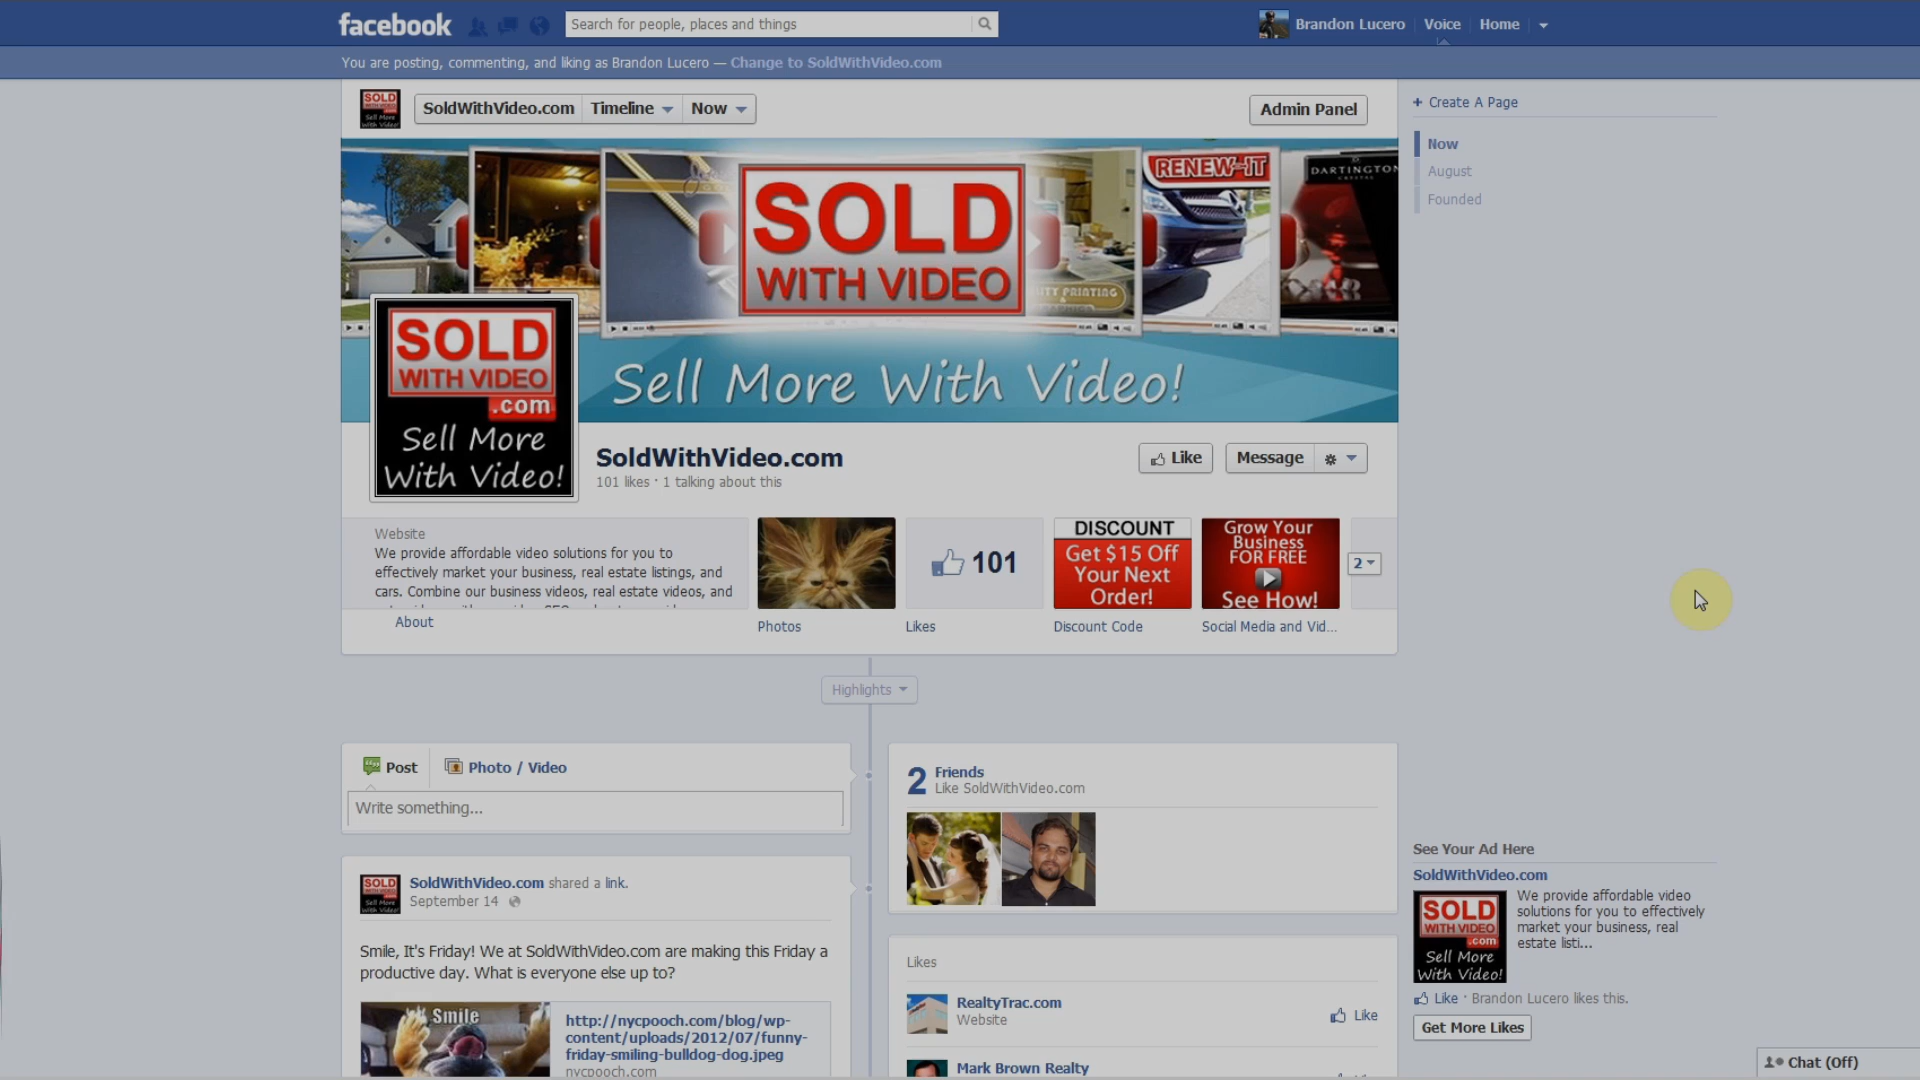 facebook
Search for people, places and things
Brandon Lucero Voice Home
You are posting, commenting, and liking as Brandon Lucero — Change to SoldWithVideo.com
SoldWithVideo.com Timeline Now
Admin Panel
+ Create A Page
Now
August
Founded
SOLD
WITH VIDEO
RENEW-IT
DARTINGTON
Sell More With Video!
SOLD
WITH VIDEO
.com
Sell More
With Video!
SoldWithVideo.com
101 likes · 1 talking about this
Like
Message
Website
We provide affordable video solutions for you to
effectively market your business, real estate listings, and
cars. Combine our business videos, real estate videos, and
About
Photos
101
Likes
DISCOUNT
Get $15 Off
Your Next
Order!
Discount Code
Grow Your
Business
FOR FREE
See How!
Social Media and Vid...
2
Highlights
Post
Photo / Video
Write something...
SoldWithVideo.com shared a link.
September 14
Smile, It's Friday! We at SoldWithVideo.com are making this Friday a
productive day. What is everyone else up to?
Smile
http://nycpooch.com/blog/wp-
content/uploads/2012/07/funny-
friday-smiling-bulldog-dog.jpeg
nycpooch.com
2 Friends
Like SoldWithVideo.com
Likes
RealtyTrac.com
Website
Like
Mark Brown Realty
See Your Ad Here
SoldWithVideo.com
SOLD
WITH VIDEO
.com
Sell More
With Video!
We provide affordable video
solutions for you to effectively
market your business, real
estate listi...
Like · Brandon Lucero likes this.
Get More Likes
Chat (Off)